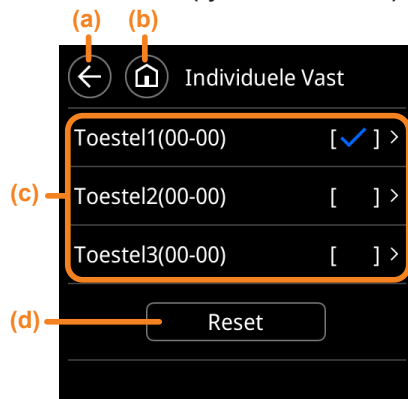 (a) (b)
Individuele Vast
Toestel1(00-00) [ ✓ ] >
(c)
Toestel2(00-00) [ ] >
Toestel3(00-00) [ ] >
(d)
Reset